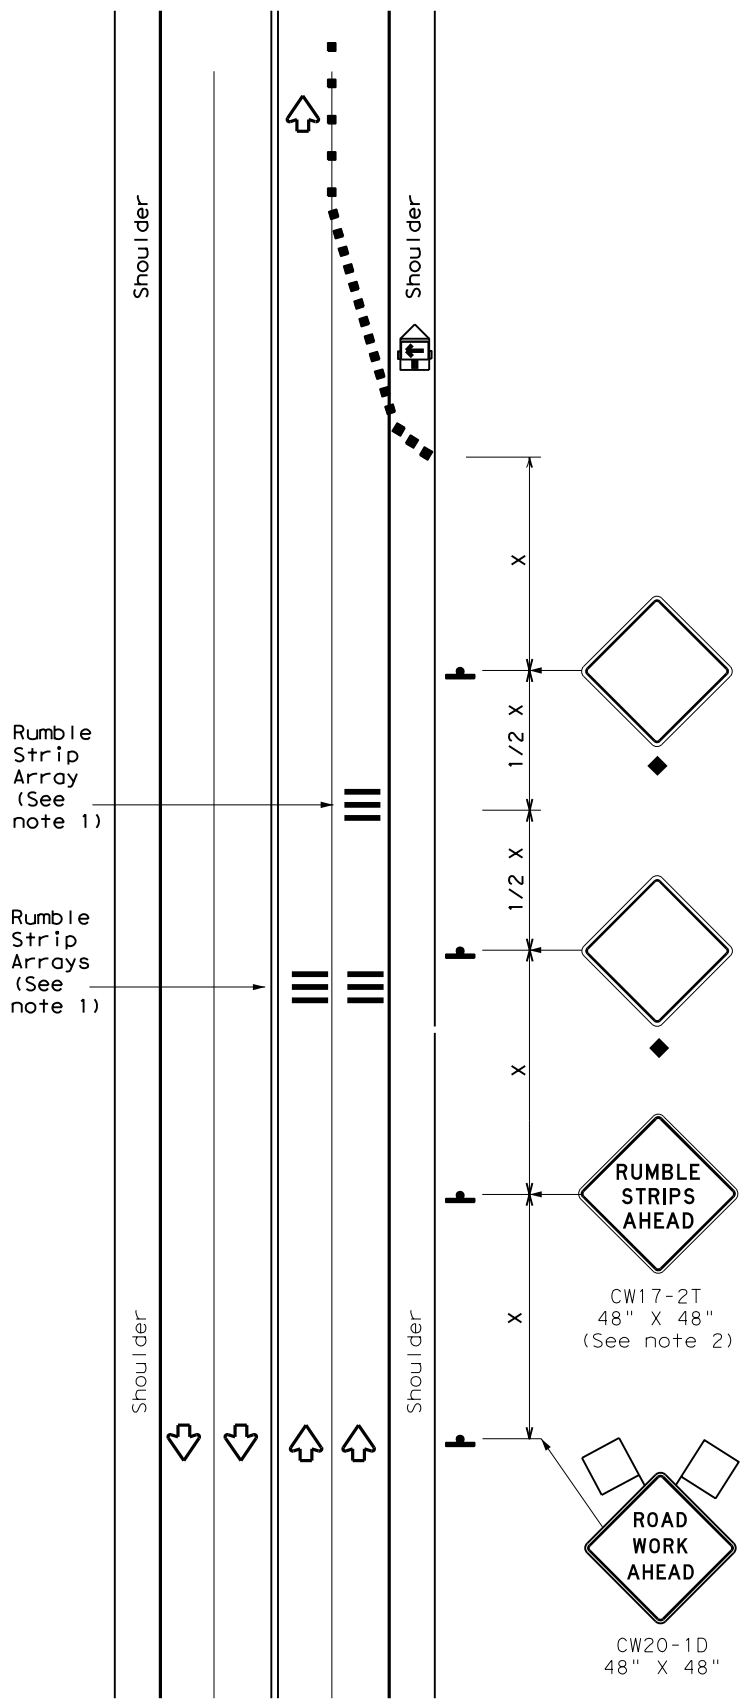 Shoulder
Shoulder
X
1/2 X
Rumble
Strip
Array
(See
note 1)
1/2 X
Rumble
Strip
Arrays
(See
note 1)
X
RUMBLE
STRIPS
AHEAD
CW17-2T
48" X 48"
(See note 2)
X
Shoulder
Shoulder
ROAD
WORK
AHEAD
CW20-1D
48" X 48"